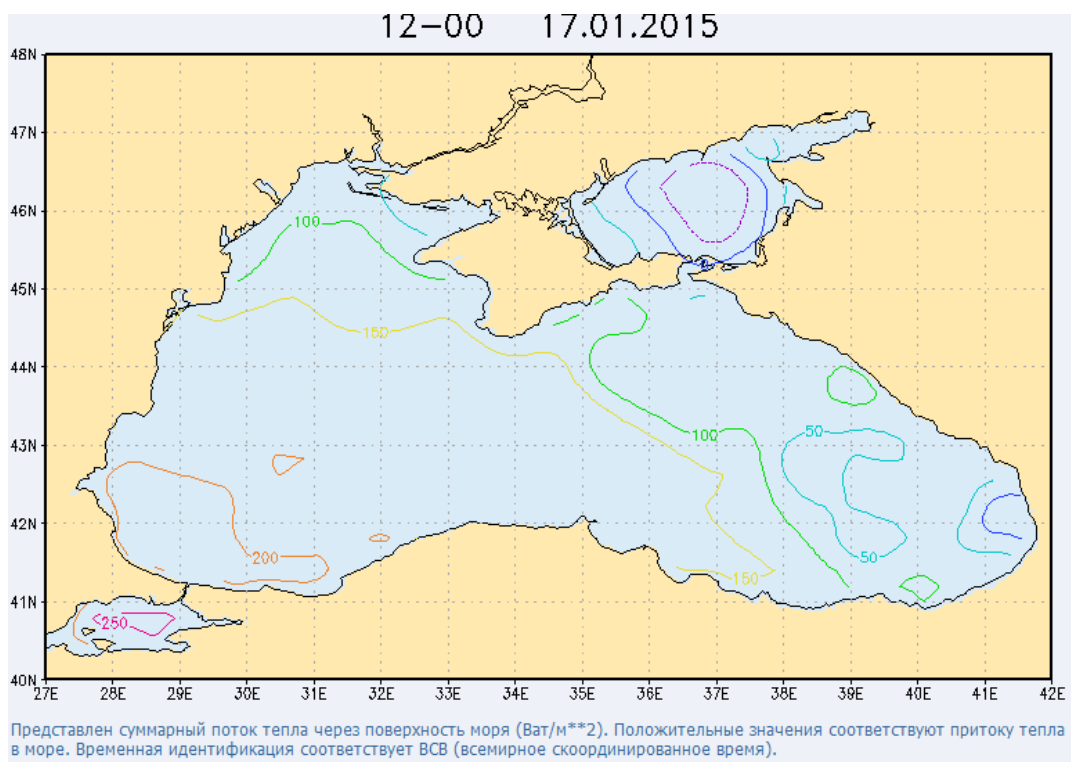 12-00 17.01.2015
48N
47N
46N
45N
44N
43N
42N
41N
40N
100
150
0
100
50
50
200
150
250
27E 28E 29E 30E 31E 32E 33E 34E 35E 36E 37E 38E 39E 40E 41E 42E
Представлен суммарный поток тепла через поверхность моря (Ват/м**2). Положительные значения соответствуют притоку тепла
в море. Временная идентификация соответствует ВСВ (всемирное скоординированное время).